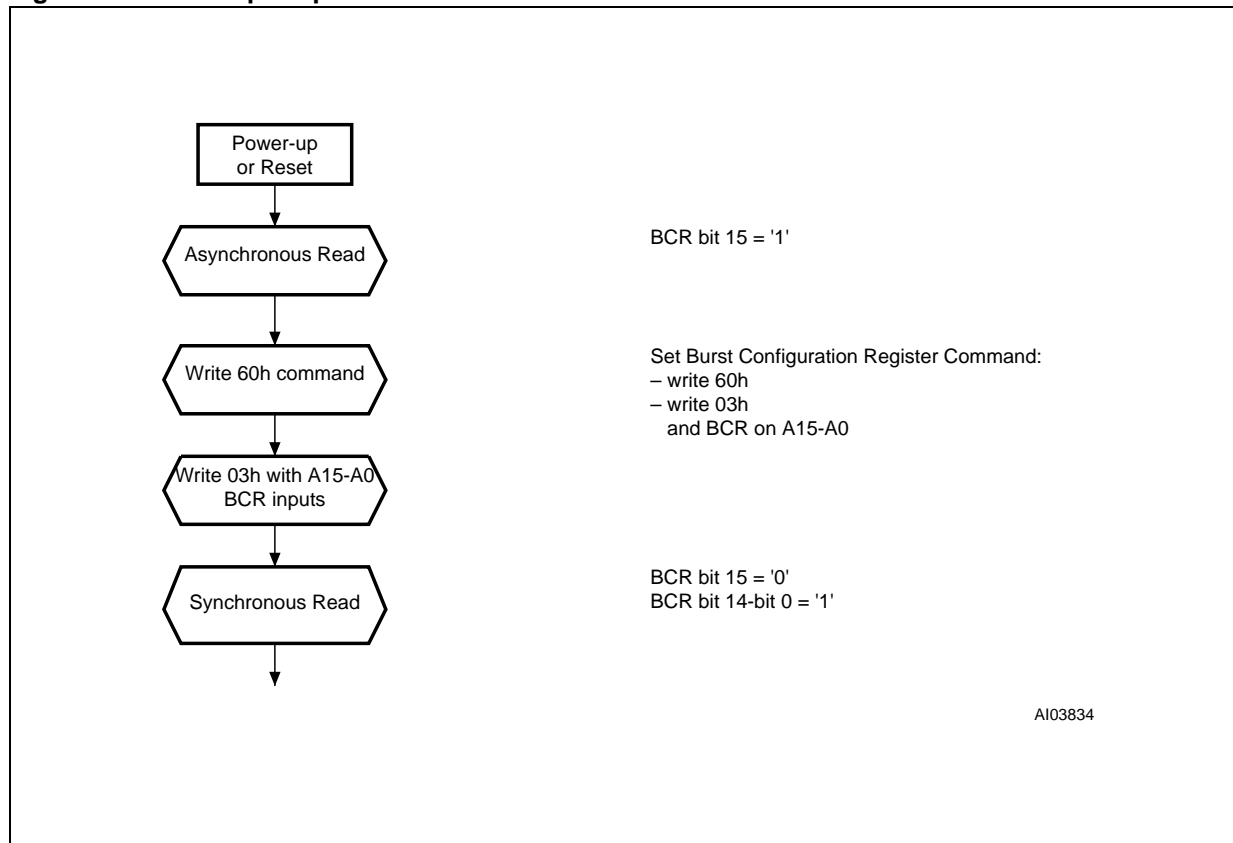 Power-up
or Reset
Asynchronous Read
BCR bit 15 = '1'
Write 60h command
Set Burst Configuration Register Command:
– write 60h
– write 03h
and BCR on A15-A0
Write 03h with A15-A0
BCR inputs
Synchronous Read
BCR bit 15 = '0'
BCR bit 14-bit 0 = '1'
AI03834